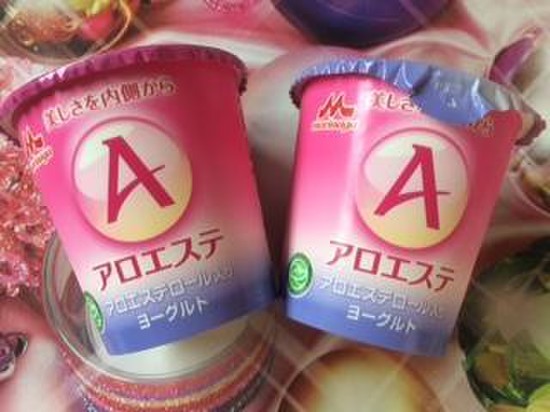 美しさを内側から
A
アロエステ
アロエステロール入り
ヨーグルト
美しさ
A
アロエステ
アロエステロール入り
ヨーグルト